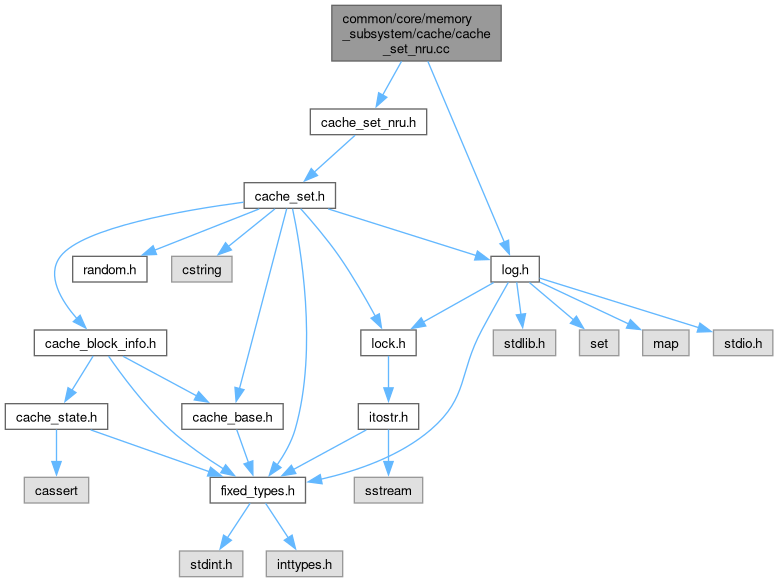 common/core/memory
_subsystem/cache/cache
_set_nru.cc
cache_set_nru.h
cache_set.h
random.h
cstring
log.h
cache_block_info.h
lock.h
stdlib.h
set
map
stdio.h
cache_state.h
cache_base.h
itostr.h
cassert
fixed_types.h
sstream
stdint.h
inttypes.h